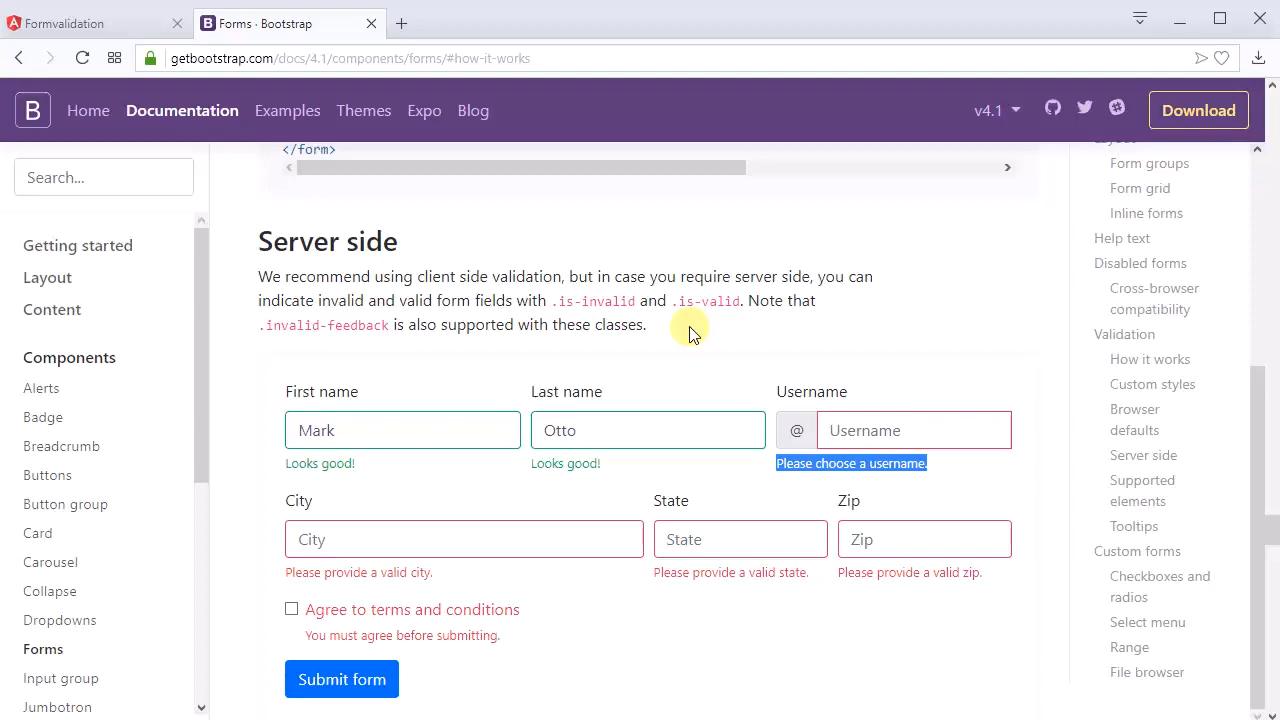 Formvalidation
Forms · Bootstrap
getbootstrap.com/docs/4.1/components/forms/#how-it-works
B Home Documentation Examples Themes Expo Blog v4.1 Download
Search...
Getting started
Layout
Content
Components
Alerts
Badge
Breadcrumb
Buttons
Button group
Card
Carousel
Collapse
Dropdowns
Forms
Input group
Jumbotron
</form>
Server side
We recommend using client side validation, but in case you require server side, you can
indicate invalid and valid form fields with .is-invalid and .is-valid. Note that
.invalid-feedback is also supported with these classes.
First name Last name Username
Mark Otto @ Username
Looks good! Looks good! Please choose a username.
City State Zip
City State Zip
Please provide a valid city. Please provide a valid state. Please provide a valid zip.
Agree to terms and conditions
You must agree before submitting.
Submit form
Layout
Form groups
Form grid
Inline forms
Help text
Disabled forms
Cross-browser
compatibility
Validation
How it works
Custom styles
Browser
defaults
Server side
Supported
elements
Tooltips
Custom forms
Checkboxes and
radios
Select menu
Range
File browser